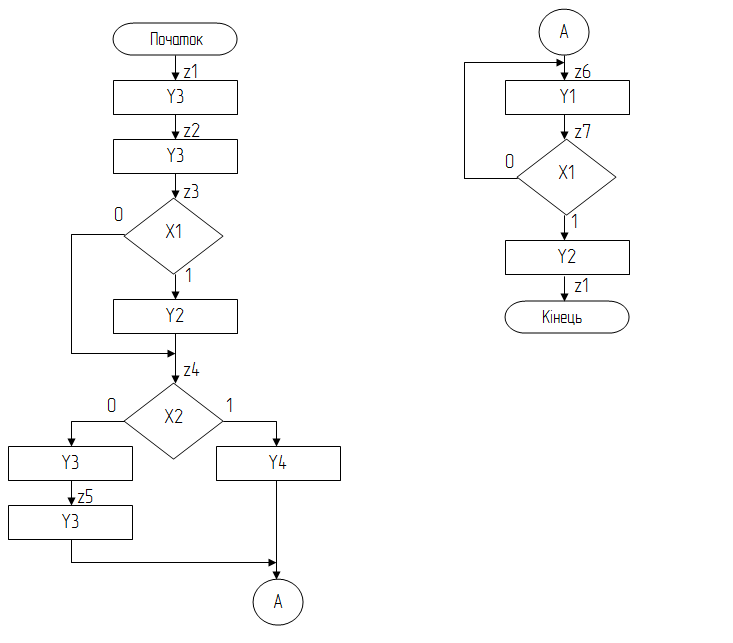 Початок
z1
Y3
z2
Y3
z3
0
X1
1
Y2
z4
0
X2
1
Y3
Y4
z5
Y3
A
A
z6
Y1
z7
0
X1
1
Y2
z1
Кінець